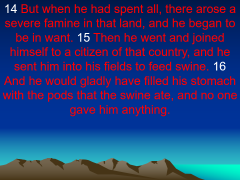 14 But when he had spent all, there arose a
severe famine in that land, and he began to
be in want. 15 Then he went and joined
himself to a citizen of that country, and he
sent him into his fields to feed swine. 16
And he would gladly have filled his stomach
with the pods that the swine ate, and no one
gave him anything.